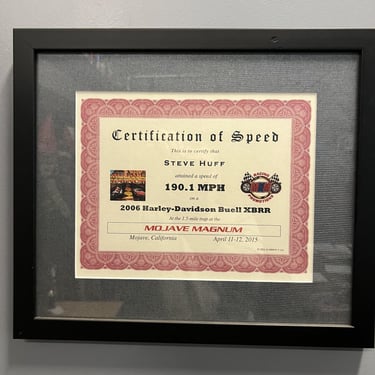 Certification of Speed
This is to certify that
STEVE HUFF
attained a speed of
190.1 MPH
on a
2006 Harley-Davidson Buell XBRR
At the 1.5 mile trap at the
MOJAVE MAGNUM
Mojave, California April 11-12, 2015
RACING
PROMOTIONS